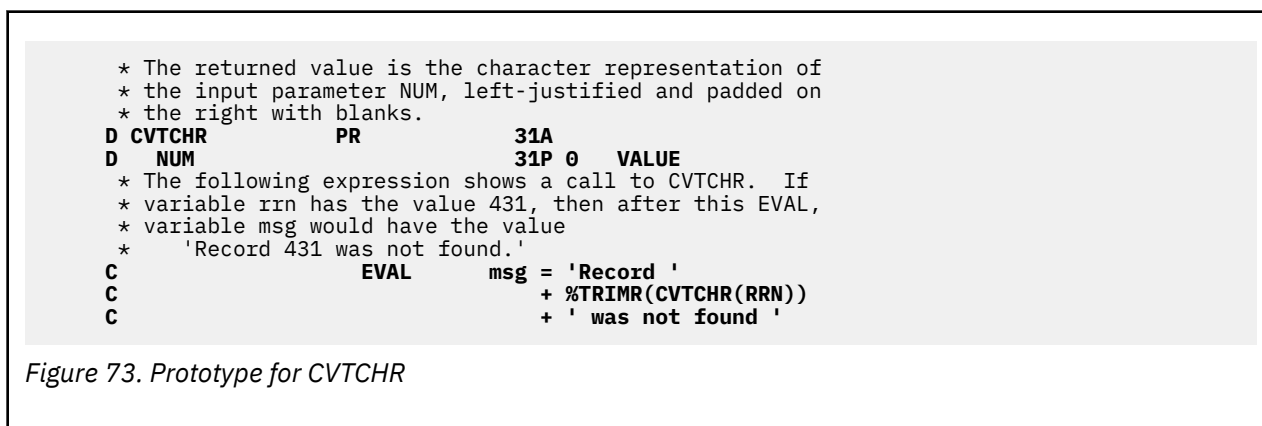 * The returned value is the character representation of
* the input parameter NUM, left-justified and padded on
* the right with blanks.
D CVTCHR          PR            31A
D   NUM                         31P 0   VALUE
* The following expression shows a call to CVTCHR.  If
* variable rrn has the value 431, then after this EVAL,
* variable msg would have the value
*    'Record 431 was not found.'
C                   EVAL      msg = 'Record '
C                                + %TRIMR(CVTCHR(RRN))
C                                + ' was not found '
Figure 73. Prototype for CVTCHR